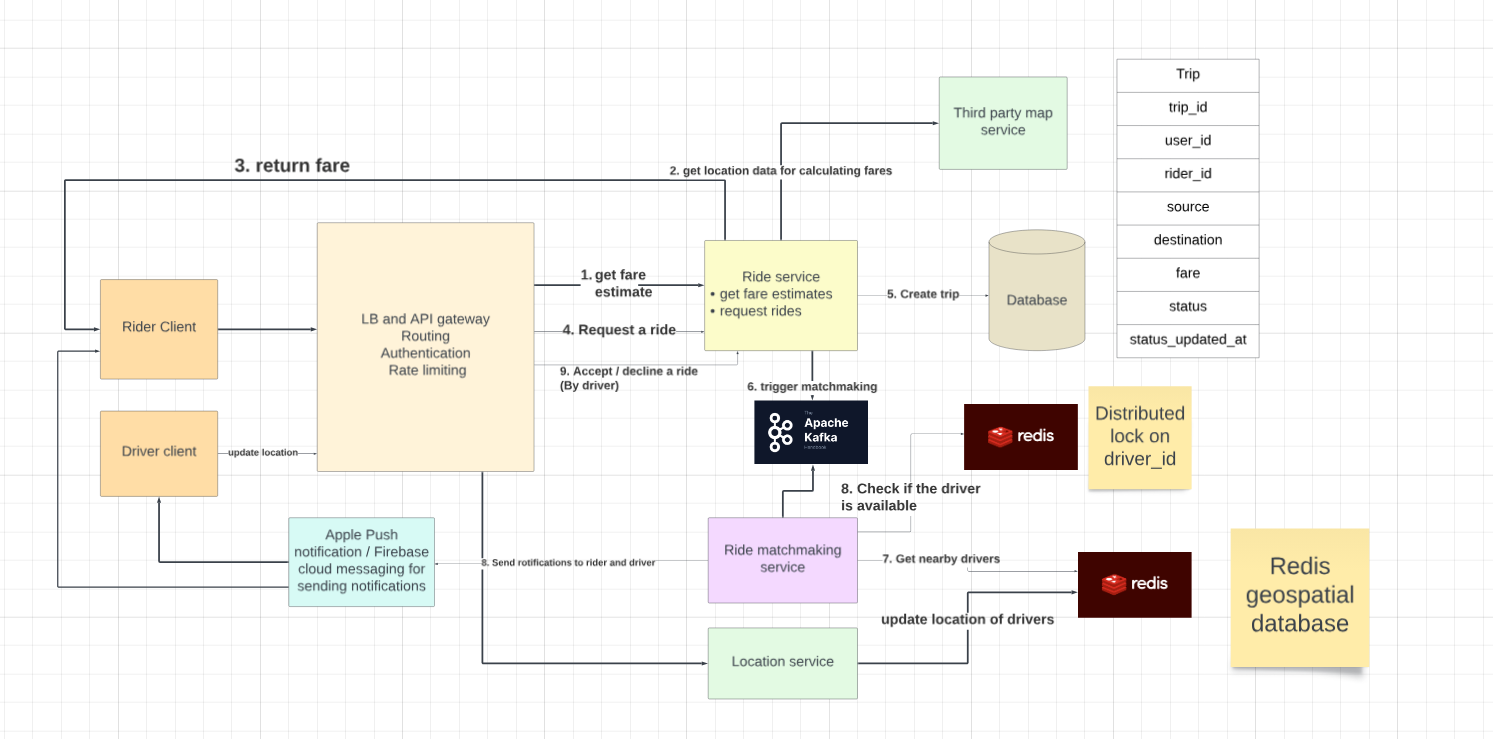 Third party map
service
3. return fare
2. get location data for calculating fares
Trip
trip_id
user_id
rider_id
source
destination
fare
status
status_updated_at
Rider Client
LB and API gateway
Routing
Authentication
Rate limiting
1. get fare
estimate
4. Request a ride
9. Accept / decline a ride
(By driver)
Ride service
• get fare estimates
• request rides
5. Create trip
Database
6. trigger matchmaking
The
Apache
Kafka
Handbook
redis
Distributed
lock on
driver_id
Driver client
update location
8. Check if the driver
is available
Apple Push
notification / Firebase
cloud messaging for
sending notifications
8. Send notifications to rider and driver
Ride matchmaking
service
7. Get nearby drivers
redis
Redis
geospatial
database
update location of drivers
Location service